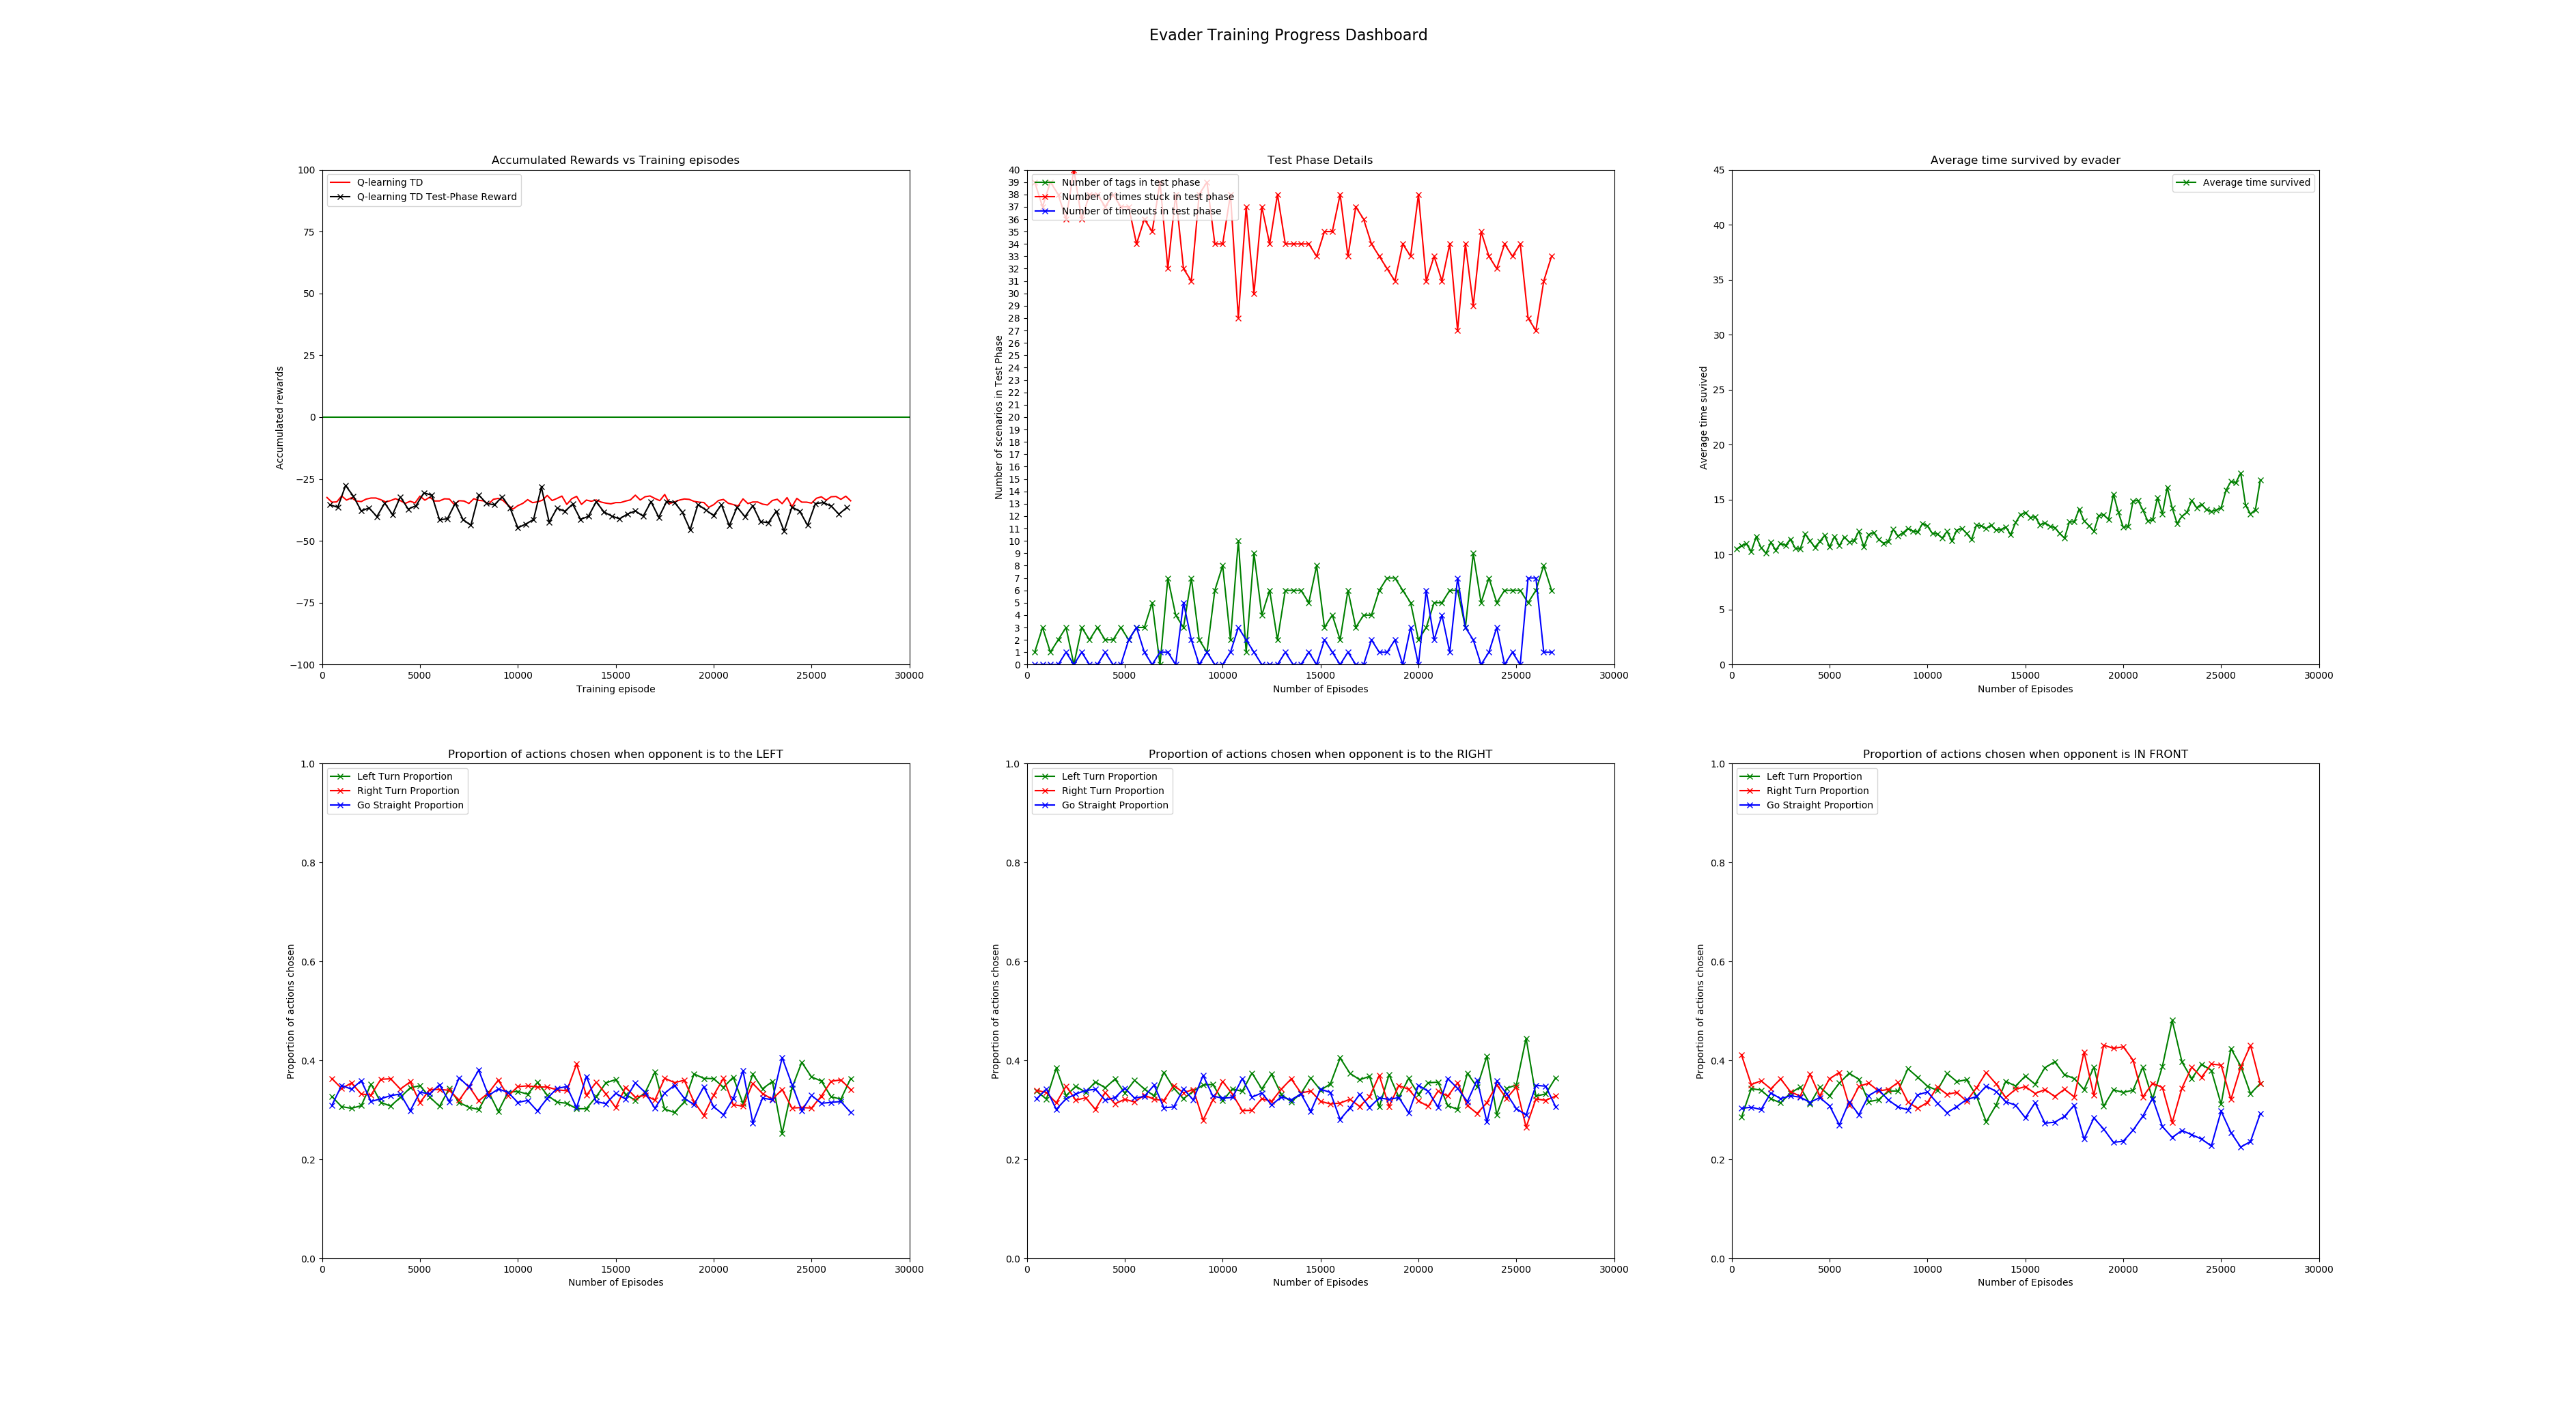 Evader Training Progress Dashboard
Accumulated Rewards vs Training episodes
100
75
50
25
0
−25
−50
−75
−100
Accumulated rewards
Q-learning TD
Q-learning TD Test-Phase Reward
0 5000 10000 15000 20000 25000 30000
Training episode
Test Phase Details
40
39
38
37
36
35
34
33
32
31
30
29
28
27
26
25
24
23
22
21
20
19
18
17
16
15
14
13
12
11
10
9
8
7
6
5
4
3
2
1
0
Number of scenarios in Test Phase
Number of tags in test phase
Number of times stuck in test phase
Number of timeouts in test phase
0 5000 10000 15000 20000 25000 30000
Number of Episodes
Average time survived by evader
45
40
35
30
25
20
15
10
5
0
Average time survived
Average time survived
0 5000 10000 15000 20000 25000 30000
Number of Episodes
Proportion of actions chosen when opponent is to the LEFT
1.0
0.8
0.6
0.4
0.2
0.0
Proportion of actions chosen
Left Turn Proportion
Right Turn Proportion
Go Straight Proportion
0 5000 10000 15000 20000 25000 30000
Number of Episodes
Proportion of actions chosen when opponent is to the RIGHT
1.0
0.8
0.6
0.4
0.2
0.0
Proportion of actions chosen
Left Turn Proportion
Right Turn Proportion
Go Straight Proportion
0 5000 10000 15000 20000 25000 30000
Number of Episodes
Proportion of actions chosen when opponent is IN FRONT
1.0
0.8
0.6
0.4
0.2
0.0
Proportion of actions chosen
Left Turn Proportion
Right Turn Proportion
Go Straight Proportion
0 5000 10000 15000 20000 25000 30000
Number of Episodes